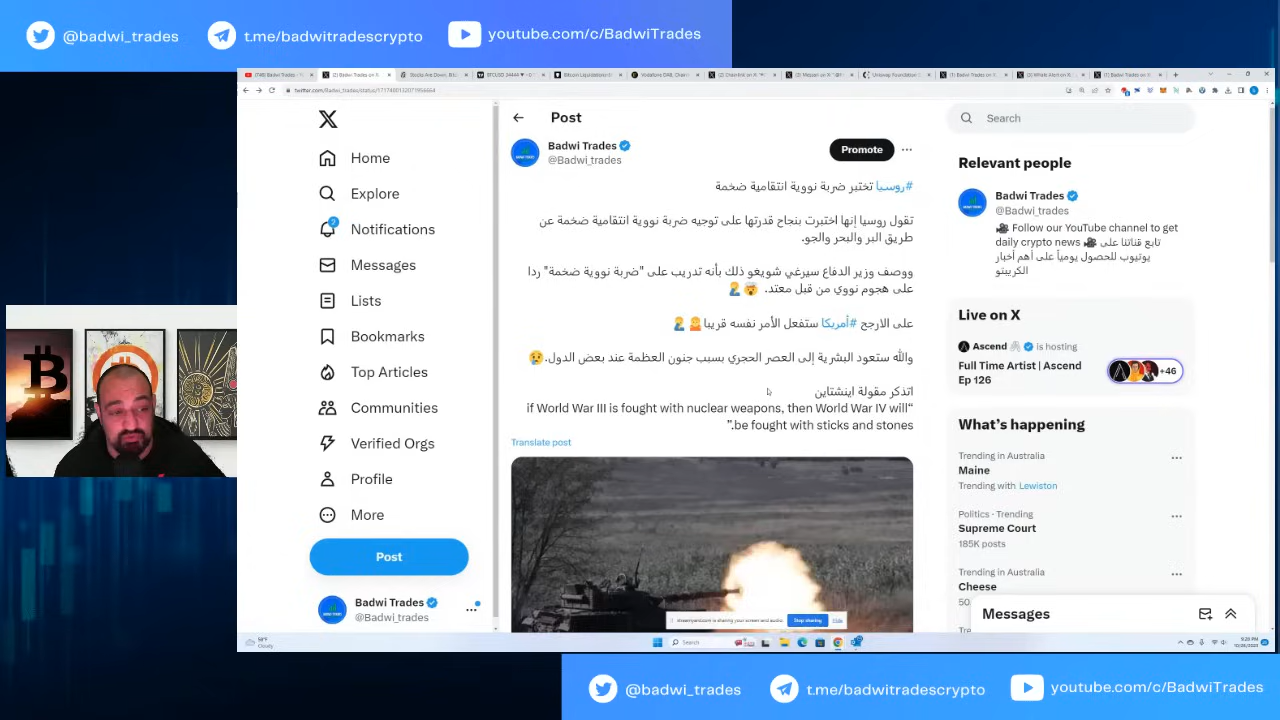 @badwi_trades
t.me/badwitradescrypto
youtube.com/c/BadwiTrades
Post
Search
Home
Explore
Notifications
2
Messages
Lists
Bookmarks
Top Articles
Communities
Verified Orgs
Profile
More
Post
Badwi Trades
@Badwi_trades
Badwi Trades
@Badwi_trades
Promote
#روسيا تختبر ضربة نووية انتقامية ضخمة
تقول روسيا إنها اختبرت بنجاح قدرتها على توجيه ضربة نووية انتقامية ضخمة عن
طريق البر والبحر والجو.
ووصف وزير الدفاع سيرغي شويغو ذلك بأنه تدريب على "ضربة نووية ضخمة" ردا
على هجوم نووي من قبل معتد. 🤯🤦‍♂️
على الارجح #أمريكا ستفعل الأمر نفسه قريبا🤷🤦‍♂️
والله ستعود البشرية إلى العصر الحجري بسبب جنون العظمة عند بعض الدول.😢
اتذكر مقولة اينشتاين
if World War III is fought with nuclear weapons, then World War IV will“
”.be fought with sticks and stones
Translate post
Relevant people
Badwi Trades
@Badwi_trades
🎥 Follow our YouTube channel to get
daily crypto news 🎥 تابع قناتنا على
يوتيوب للحصول يومياً على أهم أخبار
الكريبتو
Live on X
Ascend is hosting
Full Time Artist | Ascend
Ep 126
+46
What's happening
Trending in Australia
Maine
Trending with Lewiston
Politics · Trending
Supreme Court
185K posts
Trending in Australia
Cheese
Messages
Stop sharing
Hide
Search
@badwi_trades
t.me/badwitradescrypto
youtube.com/c/BadwiTrades